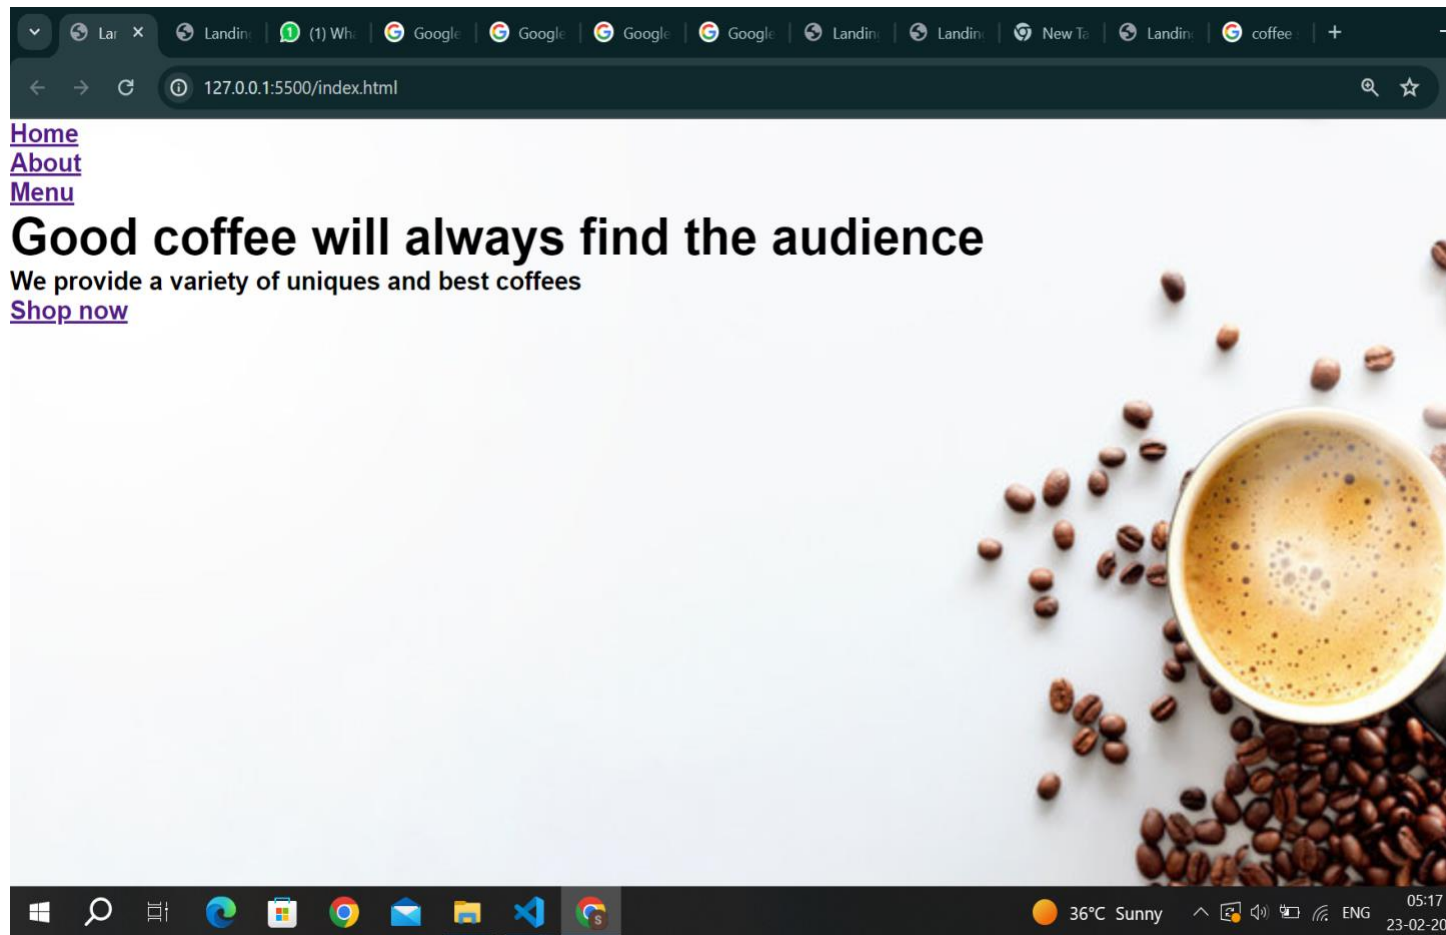 Lar
Landin
(1) Wh
Google
Google
Google
Google
Landin
Landin
New Ta
Landin
coffee
127.0.0.1:5500/index.html
Home
About
Menu
Good coffee will always find the audience
We provide a variety of uniques and best coffees
Shop now
36°C Sunny
ENG
05:17
23-02-20